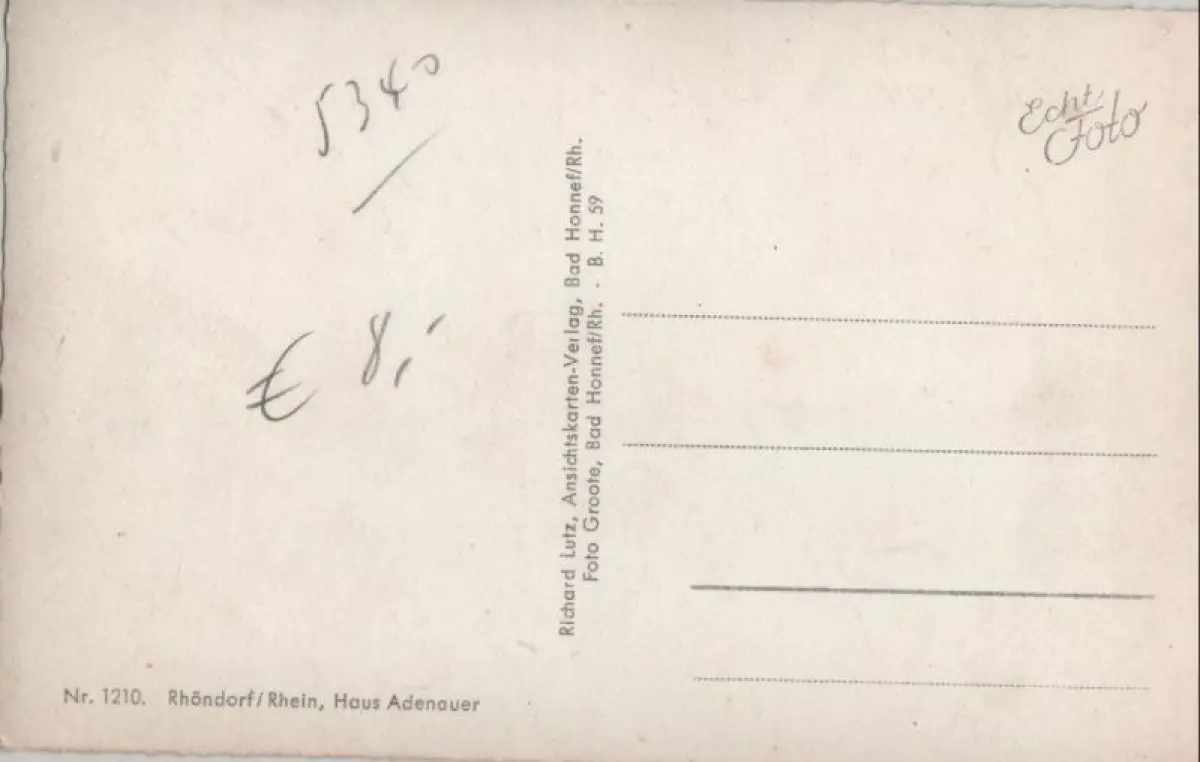 5340
€ 8,-
Echt
Foto
Richard Lutz, Ansichtskarten-Verlag, Bad Honnef/Rh.
Foto Groote, Bad Honnef/Rh. · B. H. 59
Nr. 1210. Rhöndorf/Rhein, Haus Adenauer